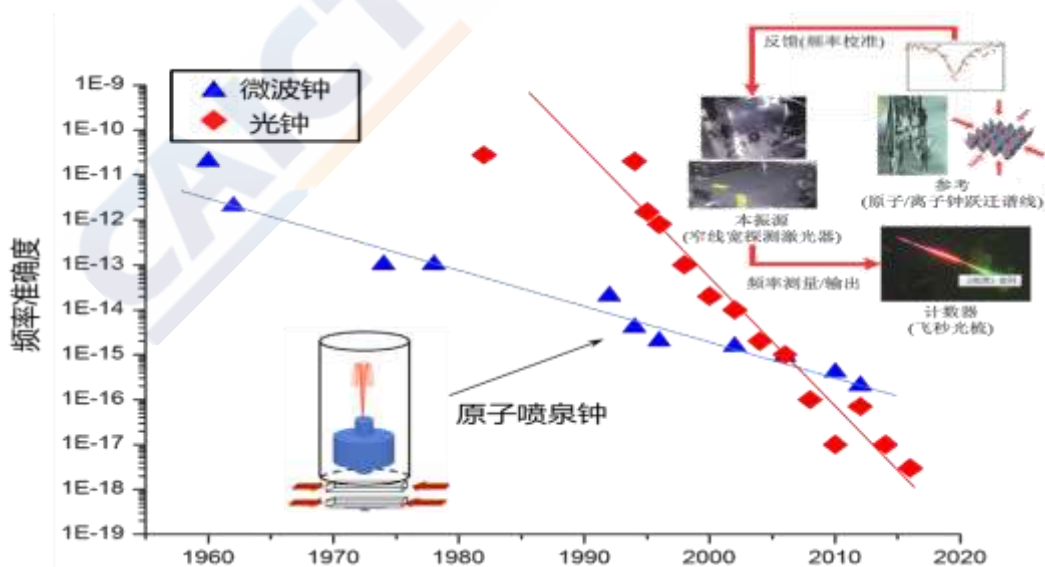 反馈(频率校准)
1E-9
微波钟
1E-10
光钟
1E-11
参考
(原子/离子钟跃迁谱线)
1E-12
本振源
(窄线宽探测激光器)
1E-13
频率测量/输出
1E-14
计数器
(飞秒光梳)
频率准确度
1E-15
原子喷泉钟
1E-16
1E-17
1E-18
1E-19
1960 1970 1980 1990 2000 2010 2020
CAICT